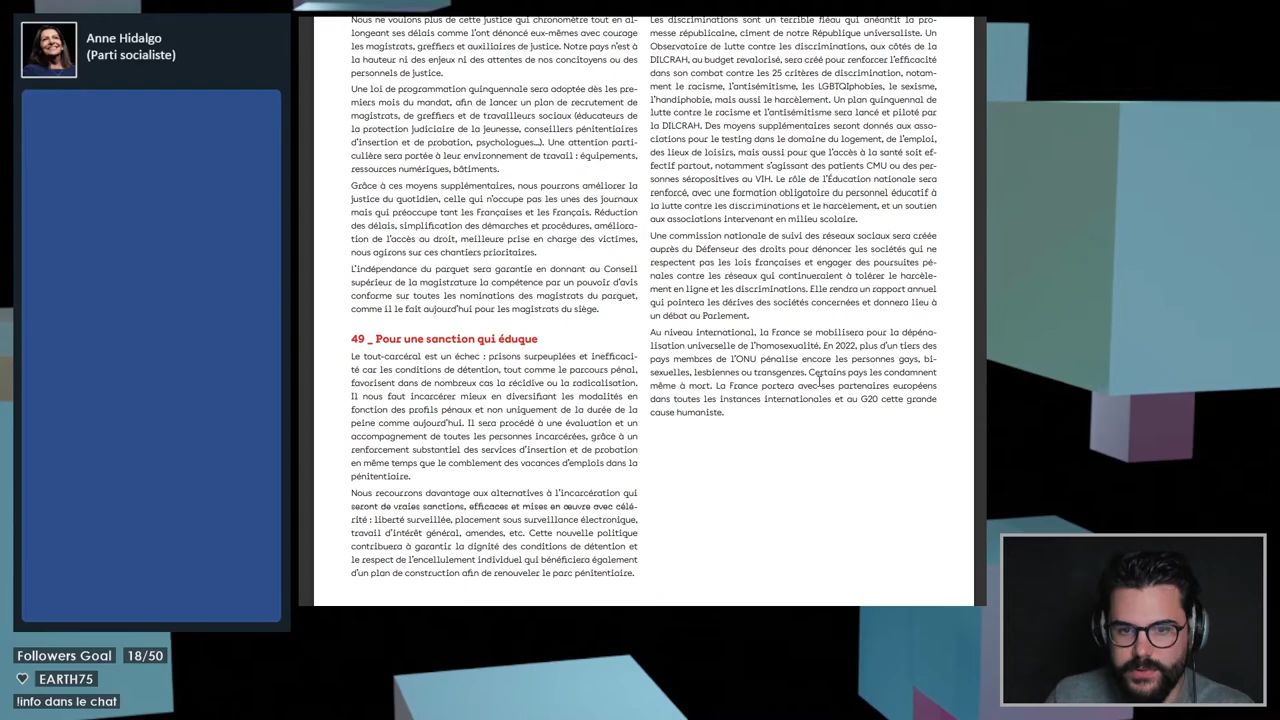 Anne Hidalgo
(Parti socialiste)
Nous ne voulons plus de cette justice qui chronomètre tout en al-
longeant ses délais comme l'ont dénoncé eux-mêmes avec courage
les magistrats, greffiers et auxiliaires de justice. Notre pays n'est à
la hauteur ni des enjeux ni des attentes de nos concitoyens ou des
personnels de justice.
Une loi de programmation quinquennale sera adoptée dès les pre-
miers mois du mandat, afin de lancer un plan de recrutement de
magistrats, de greffiers et de travailleurs sociaux (éducateurs de
la protection judiciaire de la jeunesse, conseillers pénitentiaires
d'insertion et de probation, psychologues...). Une attention parti-
culière sera portée à leur environnement de travail : équipements,
ressources numériques, bâtiments.
Grâce à ces moyens supplémentaires, nous pourrons améliorer la
justice du quotidien, celle qui n'occupe pas les unes des journaux
mais qui préoccupe tant les Françaises et les Français. Réduction
des délais, simplification des démarches et procédures, améliora-
tion de l'accès au droit, meilleure prise en charge des victimes,
nous agirons sur ces chantiers prioritaires.
L'indépendance du parquet sera garantie en donnant au Conseil
supérieur de la magistrature la compétence par un pouvoir d'avis
conforme sur toutes les nominations des magistrats du parquet,
comme il le fait aujourd'hui pour les magistrats du siège.
49 _ Pour une sanction qui éduque
Le tout-carcéral est un échec : prisons surpeuplées et inefficaci-
té car les conditions de détention, tout comme le parcours pénal,
favorisent dans de nombreux cas la récidive ou la radicalisation.
Il nous faut incarcérer mieux en diversifiant les modalités en
fonction des profils pénaux et non uniquement de la durée de la
peine comme aujourd'hui. Il sera procédé à une évaluation et un
accompagnement de toutes les personnes incarcérées, grâce à un
renforcement substantiel des services d'insertion et de probation
en même temps que le comblement des vacances d'emplois dans la
pénitentiaire.
Nous recourrons davantage aux alternatives à l'incarcération qui
seront de vraies sanctions, efficaces et mises en œuvre avec célé-
rité : liberté surveillée, placement sous surveillance électronique,
travail d'intérêt général, amendes, etc. Cette nouvelle politique
contribuera à garantir la dignité des conditions de détention et
le respect de l'encellulement individuel qui bénéficiera également
d'un plan de construction afin de renouveler le parc pénitentiaire.
Les discriminations sont un terrible fléau qui anéantit la pro-
messe républicaine, ciment de notre République universaliste. Un
Observatoire de lutte contre les discriminations, aux côtés de la
DILCRAH, au budget revalorisé, sera créé pour renforcer l'efficacité
dans son combat contre les 25 critères de discrimination, notam-
ment le racisme, l'antisémitisme, les LGBTQIphobies, le sexisme,
l'handiphobie, mais aussi le harcèlement. Un plan quinquennal de
lutte contre le racisme et l'antisémitisme sera lancé et piloté par
la DILCRAH. Des moyens supplémentaires seront donnés aux asso-
ciations pour le testing dans le domaine du logement, de l'emploi,
des lieux de loisirs, mais aussi pour que l'accès à la santé soit ef-
fectif partout, notamment s'agissant des patients CMU ou des per-
sonnes séropositives au VIH. Le rôle de l'Éducation nationale sera
renforcé, avec une formation obligatoire du personnel éducatif à
la lutte contre les discriminations et le harcèlement, et un soutien
aux associations intervenant en milieu scolaire.
Une commission nationale de suivi des réseaux sociaux sera créée
auprès du Défenseur des droits pour dénoncer les sociétés qui ne
respectent pas les lois françaises et engager des poursuites pé-
nales contre les réseaux qui continueraient à tolérer le harcèle-
ment en ligne et les discriminations. Elle rendra un rapport annuel
qui pointera les dérives des sociétés concernées et donnera lieu à
un débat au Parlement.
Au niveau international, la France se mobilisera pour la dépéna-
lisation universelle de l'homosexualité. En 2022, plus d'un tiers des
pays membres de l'ONU pénalise encore les personnes gays, bi-
sexuelles, lesbiennes ou transgenres. Certains pays les condamnent
même à mort. La France portera avec ses partenaires européens
dans toutes les instances internationales et au G20 cette grande
cause humaniste.
Followers Goal 18/50
EARTH75
!info dans le chat